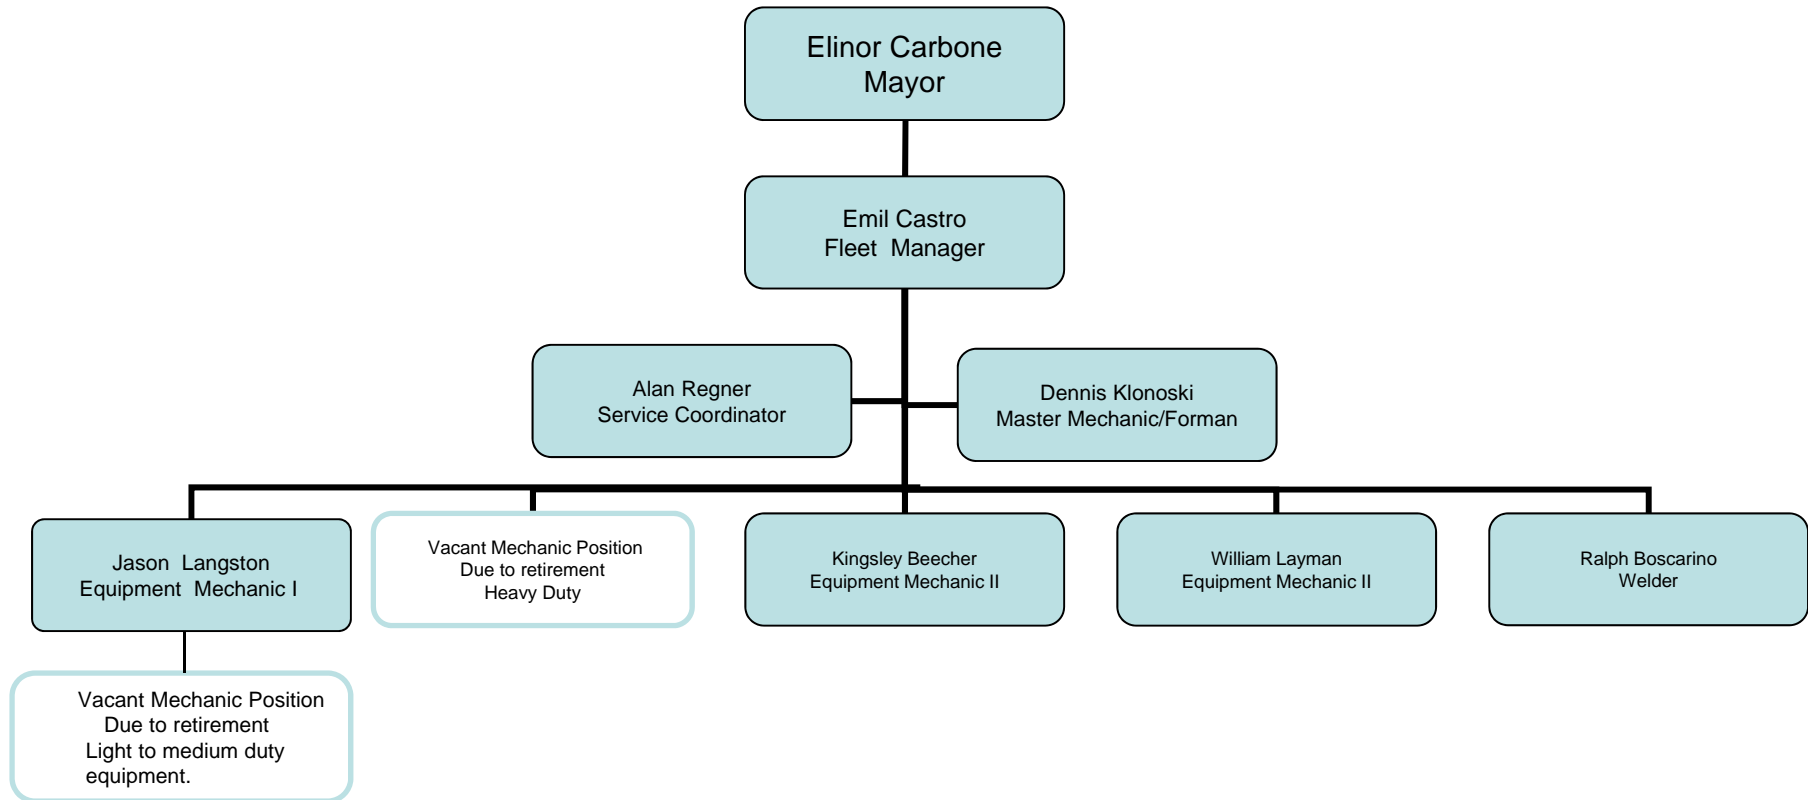 Elinor Carbone
Mayor
Emil Castro
Fleet  Manager
Alan Regner
Service Coordinator
Dennis Klonoski
Master Mechanic/Forman
Jason  Langston
Equipment  Mechanic I
Vacant Mechanic Position
Due to retirement
Heavy Duty
Kingsley Beecher
Equipment Mechanic II
William Layman
Equipment Mechanic II
Ralph Boscarino
Welder
Vacant Mechanic Position
Due to retirement
Light to medium duty
equipment.